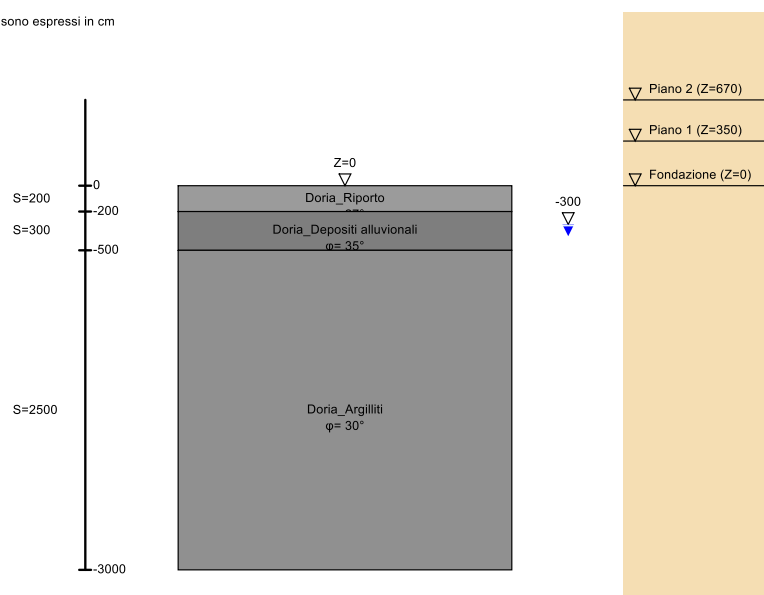 sono espressi in cm
Piano 2 (Z=670)
Piano 1 (Z=350)
Z=0
Fondazione (Z=0)
0
S=200
Doria_Riporto
-300
-200
S=300
Doria_Depositi alluvionali
φ= 35°
-500
S=2500
Doria_Argilliti
φ= 30°
-3000